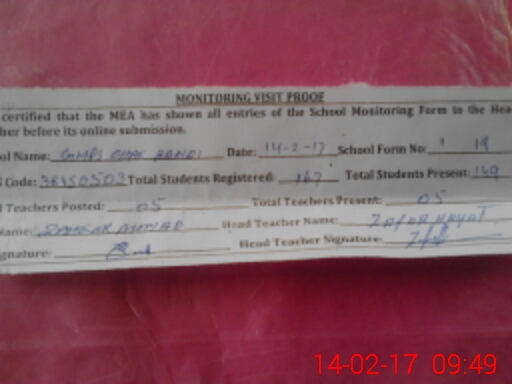 MONITORING VISIT PROOF
certified that the MEA has shown all entries of the School Monitoring Form to the Hea
her before its online submission.
ol Name: GMPS Date: 14-2-17 School Form No: 19
Code: 38450503 Total Students Registered: 167 Total Students Present: 149
Teachers Posted: 05 Total Teachers Present: 05
Name: Head Teacher Name: Zafar Hayat
gnature: Head Teacher Signature:
14-02-17 09:49